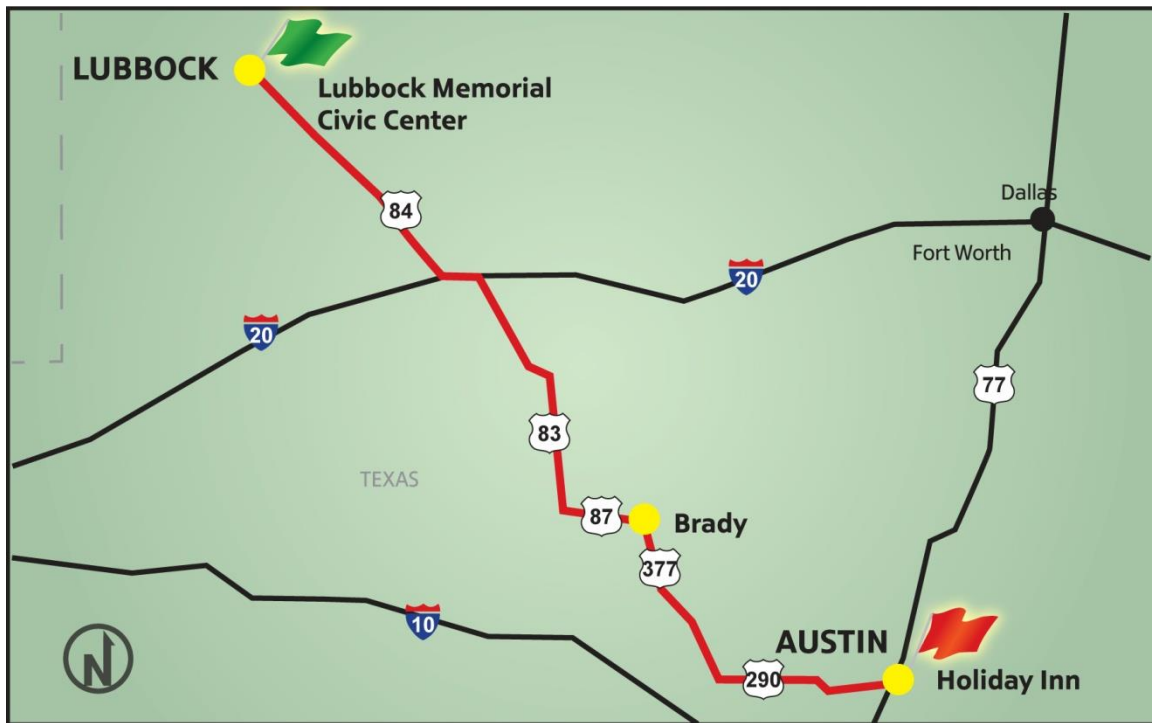 LUBBOCK
Lubbock Memorial
Civic Center
84
Dallas
Fort Worth
20
20
77
83
TEXAS
87
Brady
377
10
N
AUSTIN
290
Holiday Inn